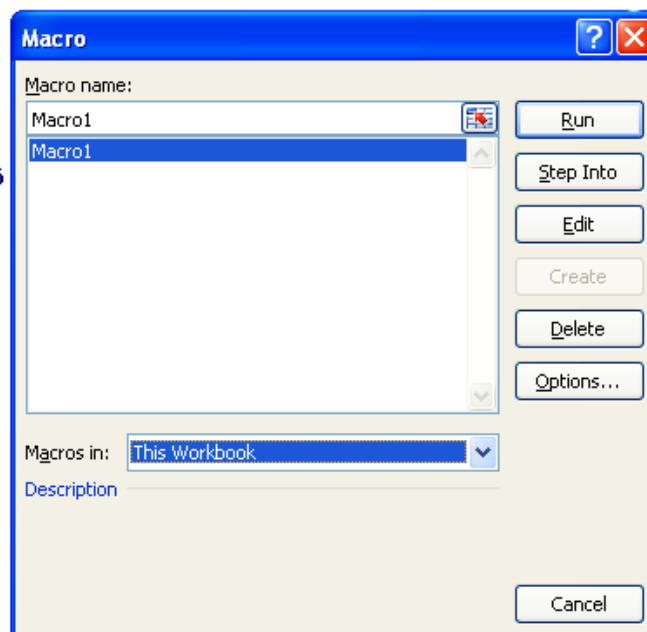 Macro
Macro name:
Macro1
Macro1
Run
Step Into
Edit
Create
Delete
Options...
Macros in: This Workbook
Description
Cancel